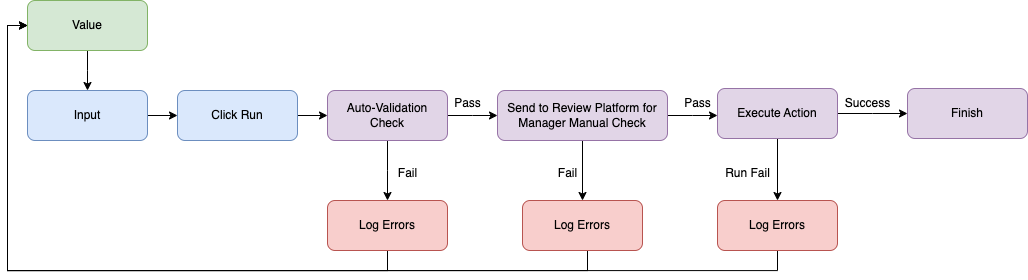 Value
Input
Click Run
Auto-Validation
Check
Pass
Send to Review Platform for
Manager Manual Check
Pass
Execute Action
Success
Finish
Fail
Fail
Run Fail
Log Errors
Log Errors
Log Errors